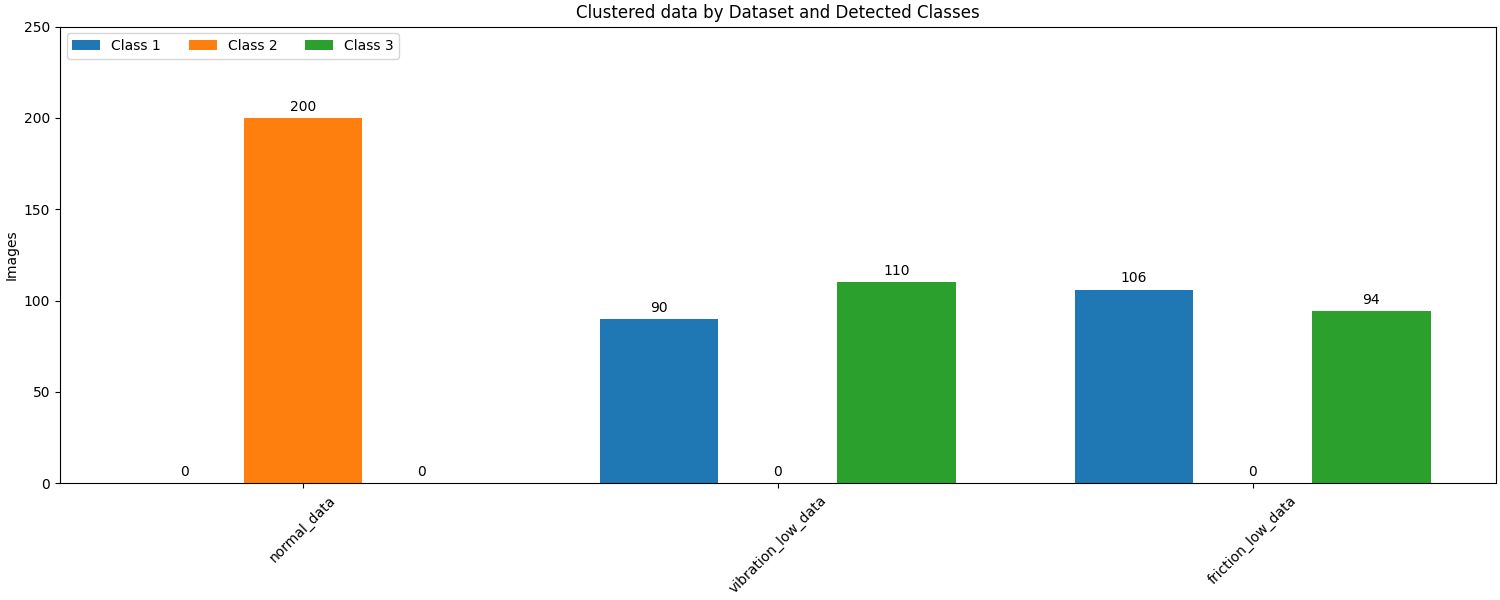 Clustered data by Dataset and Detected Classes
Class 1 Class 2 Class 3
Images
250
200
150
100
50
0
0
200
0
90
0
110
106
0
94
normal_data
vibration_low_data
friction_low_data